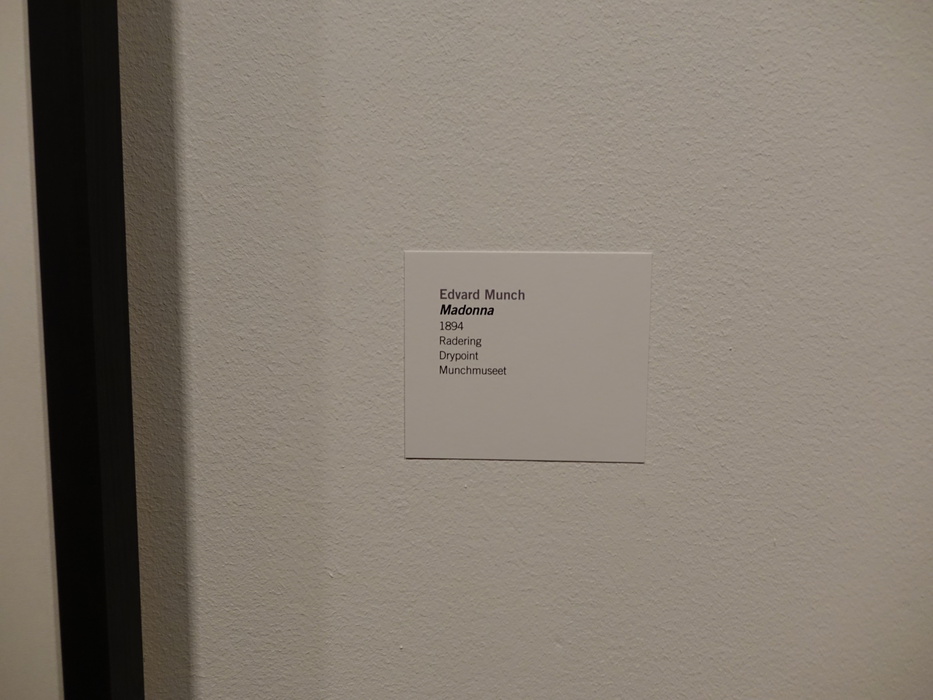 Edvard Munch
Madonna
1894
Radering
Drypoint
Munchmuseet